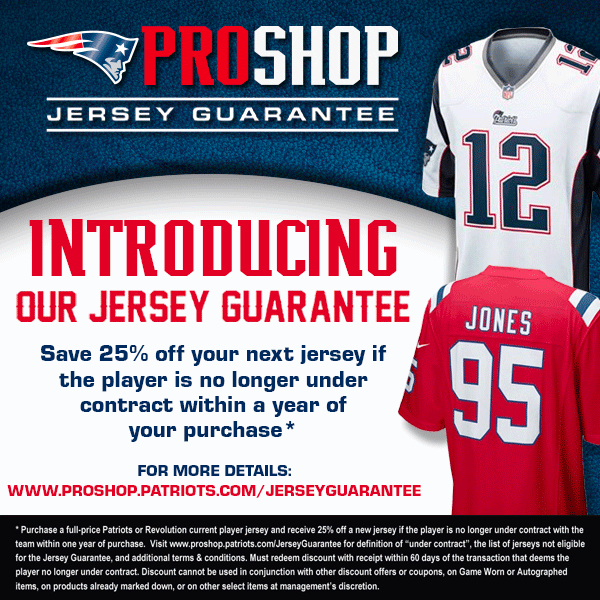 PROSHOP
JERSEY GUARANTEE
12
Patriots
12
INTRODUCING
OUR JERSEY GUARANTEE
Save 25% off your next jersey if
the player is no longer under
contract within a year of
your purchase*
JONES
95
FOR MORE DETAILS:
WWW.PROSHOP.PATRIOTS.COM/JERSEYGUARANTEE
* Purchase a full-price Patriots or Revolution current player jersey and receive 25% off a new jersey if the player is no longer under contract with the
team within one year of purchase. Visit www.proshop.patriots.com/JerseyGuarantee for definition of "under contract", the list of jerseys not eligible
for the Jersey Guarantee, and additional terms & conditions. Must redeem discount with receipt within 60 days of the transaction that deems the
player no longer under contract. Discount cannot be used in conjunction with other discount offers or coupons, on Game Worn or Autographed
items, on products already marked down, or on other select items at management's discretion.